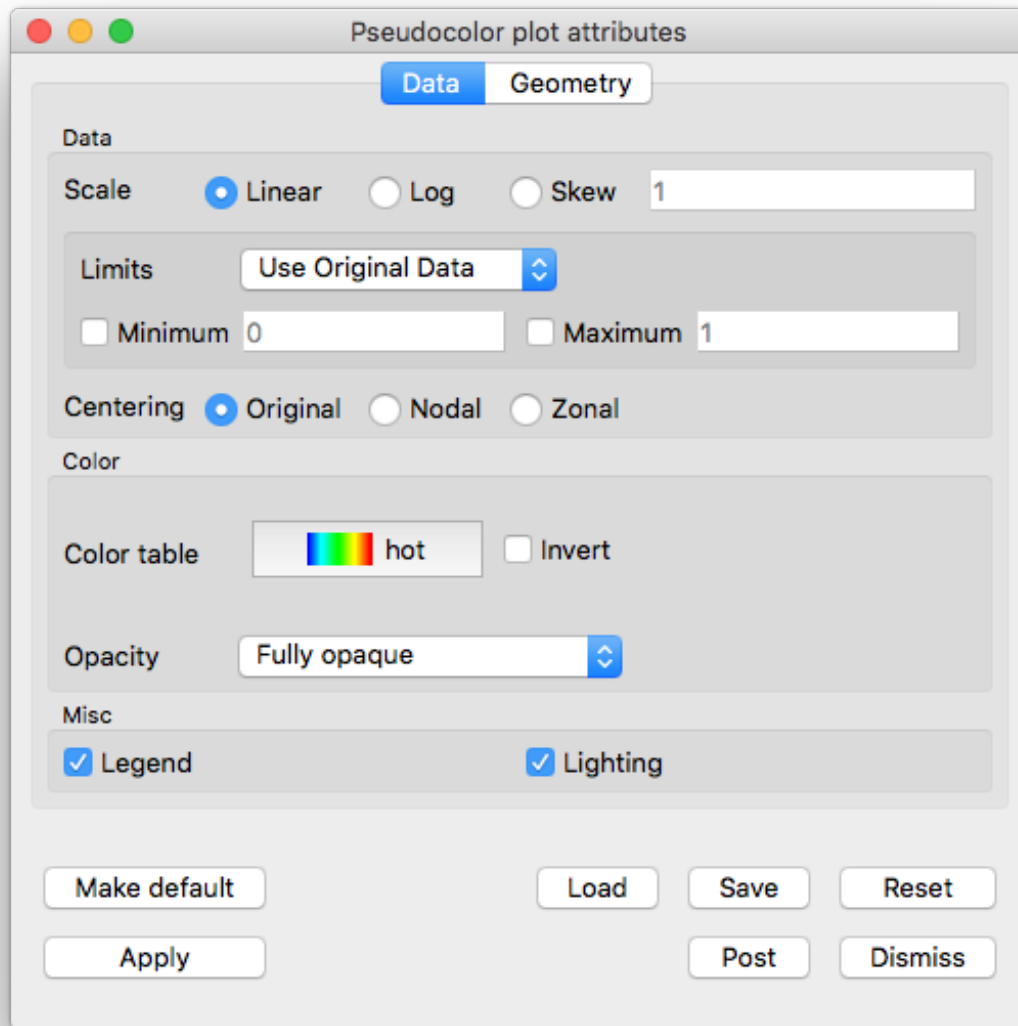 Pseudocolor plot attributes
Data Geometry
Data
Scale Linear Log Skew 1
Limits Use Original Data
Minimum 0 Maximum 1
Centering Original Nodal Zonal
Color
Color table hot Invert
Opacity Fully opaque
Misc
Legend Lighting
Make default Load Save Reset
Apply Post Dismiss